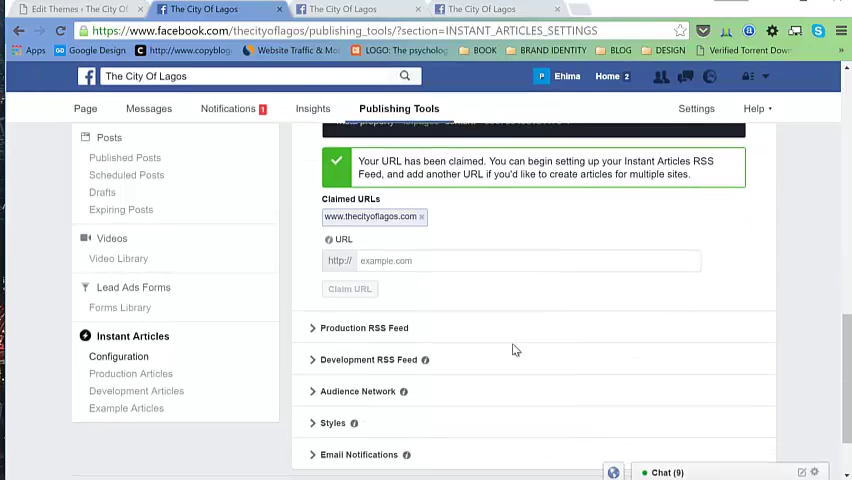 Edit Themes ‹ The City Of
The City Of Lagos
The City Of Lagos
The City Of Lagos
https://www.facebook.com/thecityoflagos/publishing_tools/?section=INSTANT_ARTICLES_SETTINGS
Apps
Google Design
http://www.copyblog
Website Traffic & Mo
LOGO: The psycholog
BOOK
BRAND IDENTITY
BLOG
DESIGN
Verified Torrent Down
The City Of Lagos
Ehima
Home 2
Page
Messages
Notifications 1
Insights
Publishing Tools
Settings
Help
Posts
Published Posts
Scheduled Posts
Drafts
Expiring Posts
Videos
Video Library
Lead Ads Forms
Forms Library
Instant Articles
Configuration
Production Articles
Development Articles
Example Articles
Your URL has been claimed. You can begin setting up your Instant Articles RSS
Feed, and add another URL if you'd like to create articles for multiple sites.
Claimed URLs
www.thecityoflagos.com ×
URL
http:// example.com
Claim URL
Production RSS Feed
Development RSS Feed
Audience Network
Styles
Email Notifications
Chat (9)